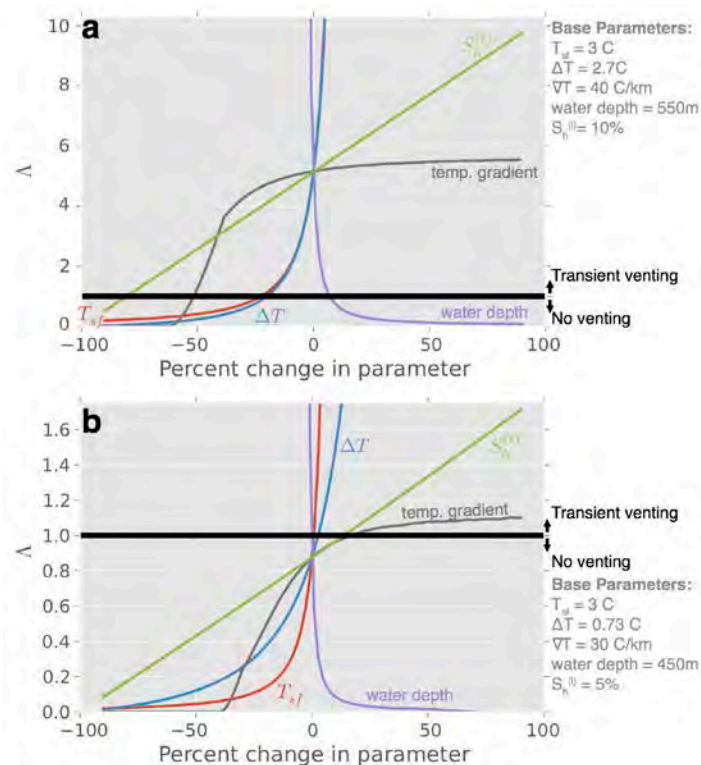 a
10
8
6
4
2
0
Λ
S_h^(i)
temp. gradient
T_sf
ΔT
water depth
−100
−50
0
50
100
Percent change in parameter
Base Parameters:
T_sf = 3 C
ΔT = 2.7C
∇T = 40 C/km
water depth = 550m
S_h^(i) = 10%
Transient venting
No venting
b
1.6
1.4
1.2
1.0
0.8
0.6
0.4
0.2
0.0
Λ
ΔT
S_h^(i)
temp. gradient
T_sf
water depth
−100
−50
0
50
100
Percent change in parameter
Transient venting
No venting
Base Parameters:
T_sf = 3 C
ΔT = 0.73 C
∇T = 30 C/km
water depth = 450m
S_h^(i) = 5%